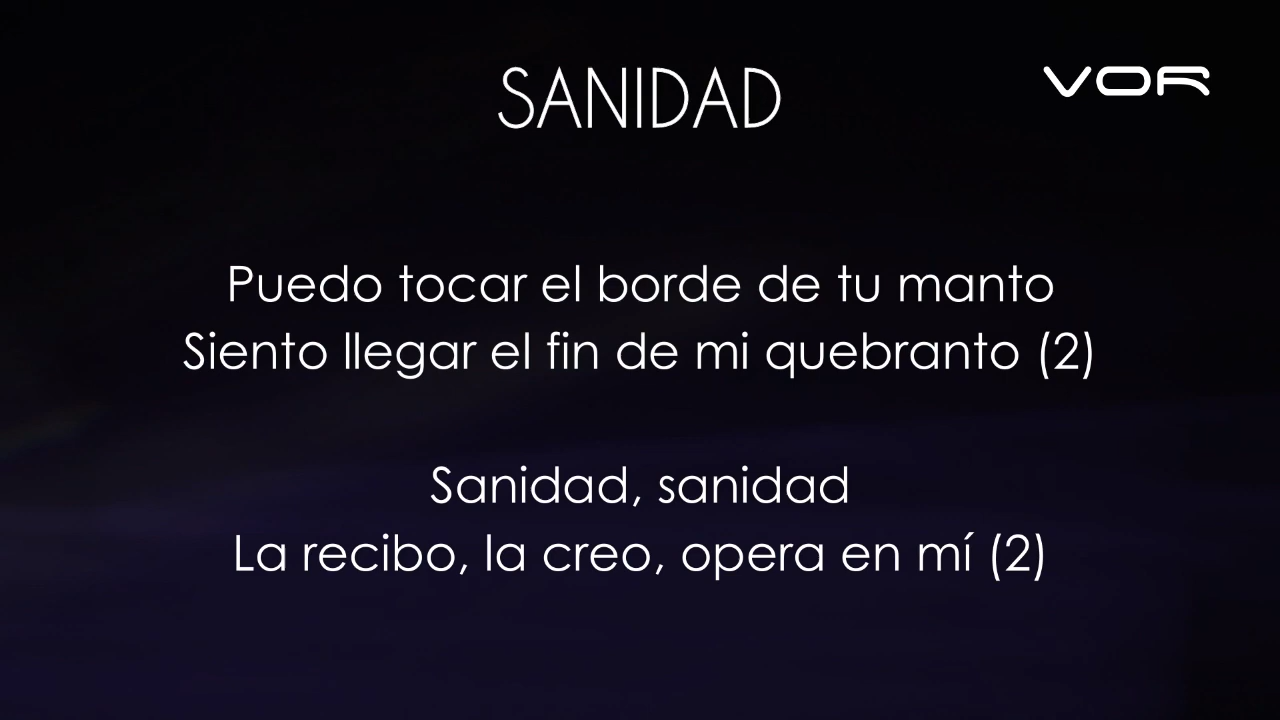 SANIDAD
VOR
Puedo tocar el borde de tu manto
Siento llegar el fin de mi quebranto (2)
Sanidad, sanidad
La recibo, la creo, opera en mí (2)